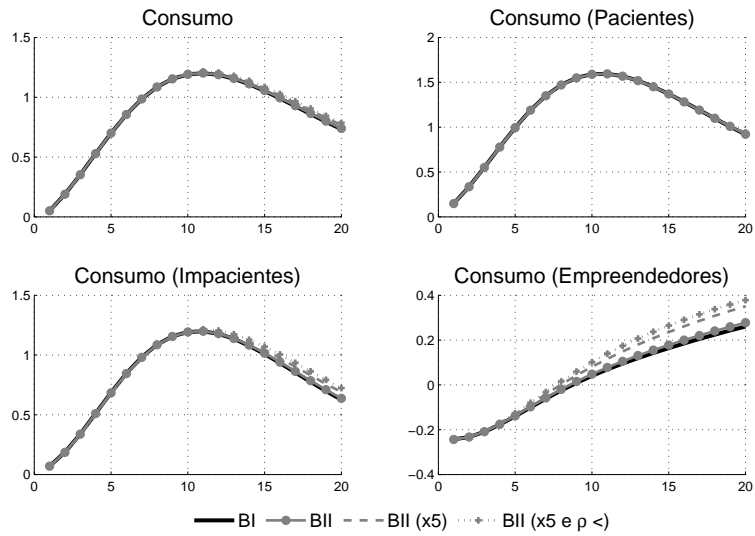 Consumo
1.5
1
0.5
0
0 5 10 15 20
Consumo (Pacientes)
2
1.5
1
0.5
0
0 5 10 15 20
Consumo (Impacientes)
1.5
1
0.5
0
0 5 10 15 20
Consumo (Empreendedores)
0.4
0.2
0
−0.2
−0.4
0 5 10 15 20
BI BII BII (x5) BII (x5 e ρ <)